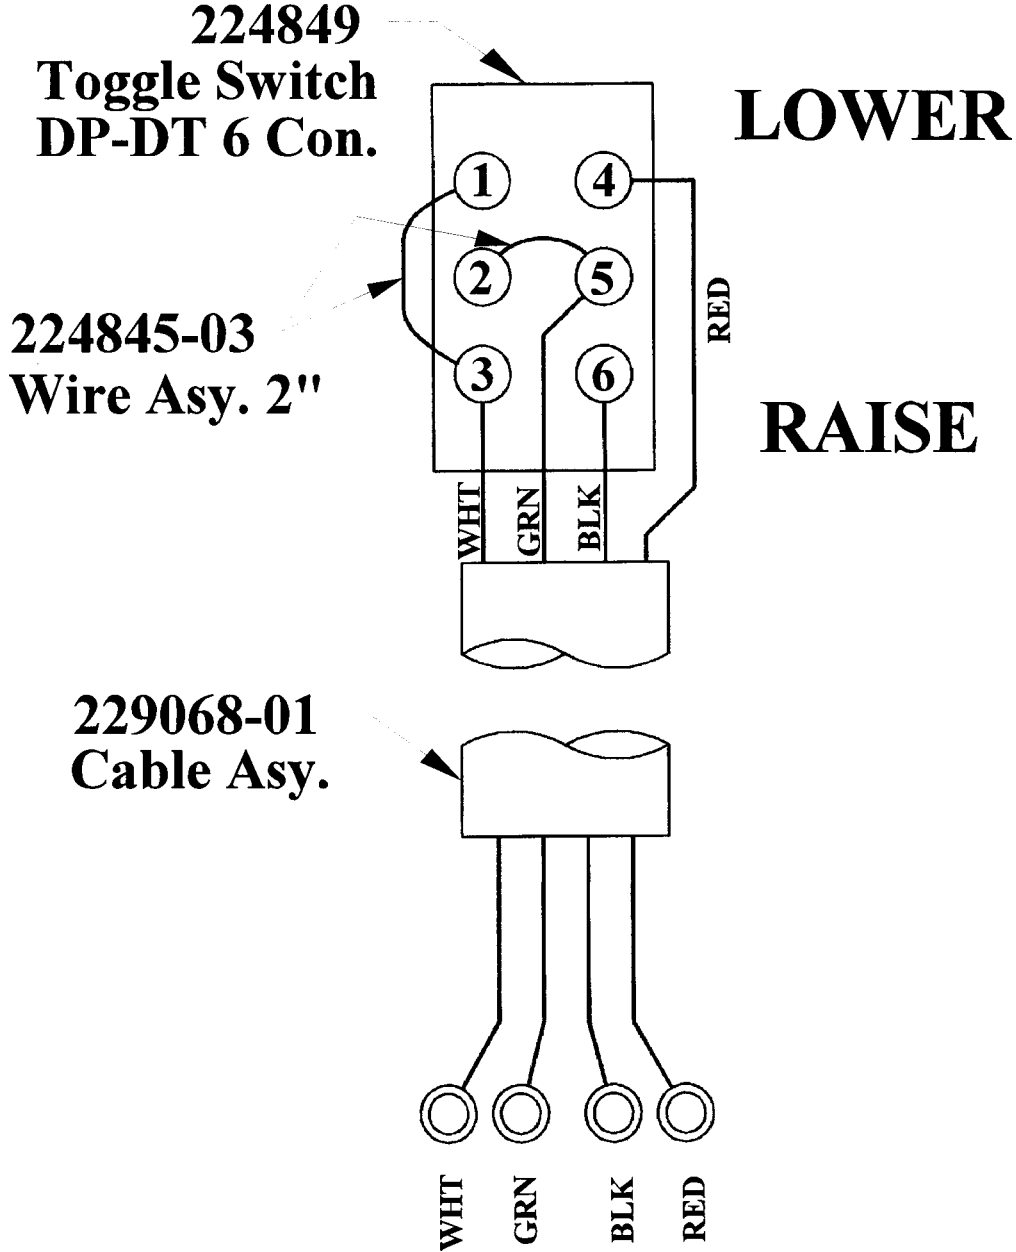 224849
Toggle Switch
DP-DT 6 Con.
LOWER
1
4
2
5
RED
224845-03
Wire Asy. 2"
3
6
RAISE
WHT
GRN
BLK
229068-01
Cable Asy.
WHT
GRN
BLK
RED